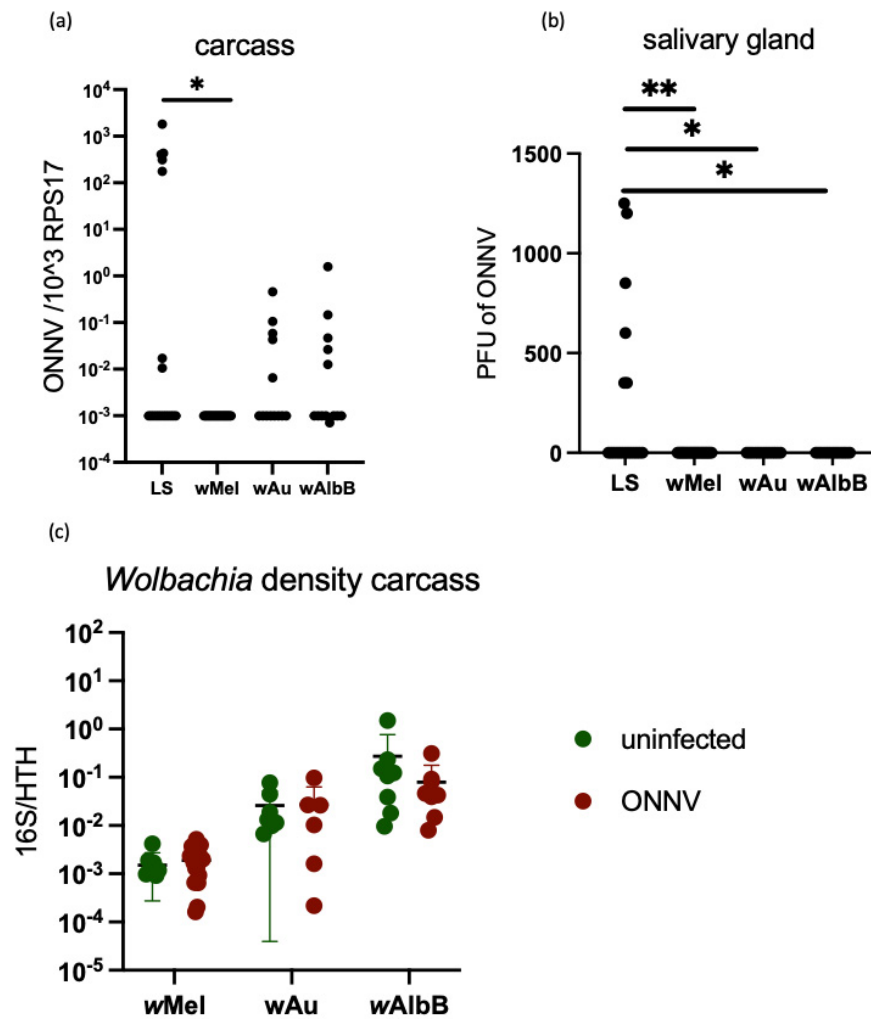 (a)
carcass
*
10^4
10^3
10^2
10^1
10^0
10^-1
10^-2
10^-3
10^-4
ONNV /10^3 RPS17
LS wMel wAu wAlbB
(b)
salivary gland
**
*
*
1500
1000
500
0
PFU of ONNV
LS wMel wAu wAlbB
(c)
Wolbachia density carcass
10^2
10^1
10^0
10^-1
10^-2
10^-3
10^-4
10^-5
16S/HTH
wMel wAu wAlbB
uninfected
ONNV